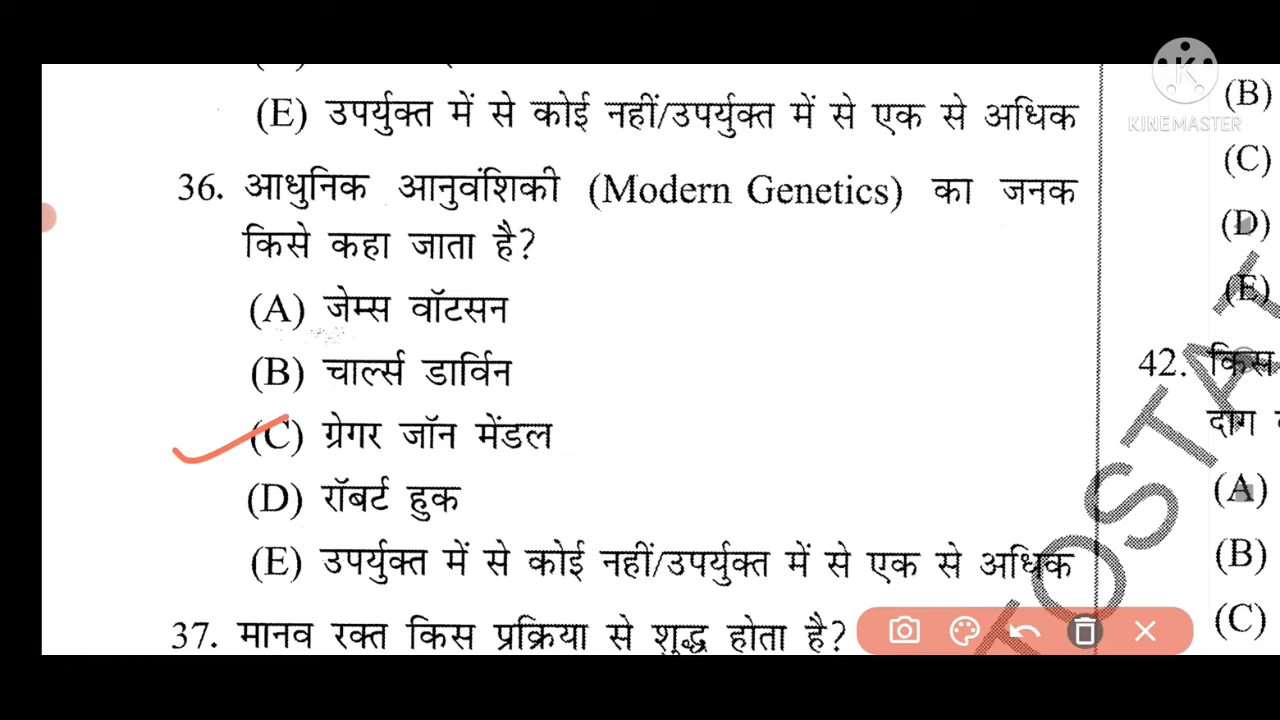 (E) उपर्युक्त में से कोई नहीं/उपर्युक्त में से एक से अधिक
36. आधुनिक आनुवंशिकी (Modern Genetics) का जनक
किसे कहा जाता है?
(A) जेम्स वॉटसन
(B) चार्ल्स डार्विन
(C) ग्रेगर जॉन मेंडल
(D) रॉबर्ट हुक
(E) उपर्युक्त में से कोई नहीं/उपर्युक्त में से एक से अधिक
37. मानव रक्त किस प्रक्रिया से शुद्ध होता है?
(B)
(C)
(D)
(E)
42. किस
दाग
(A)
(B)
(C)
KINEMASTER